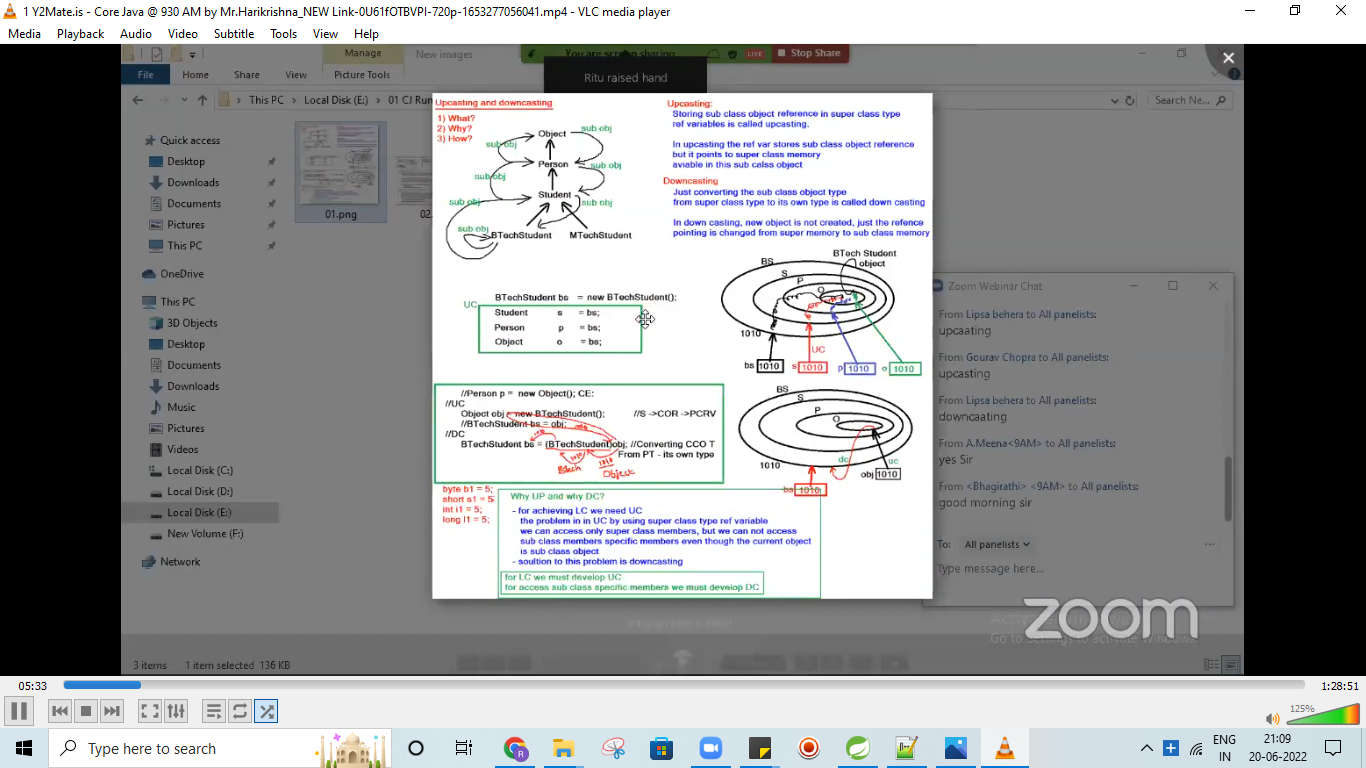 1 Y2Mate.is - Core Java @ 930 AM by Mr.Harikrishna_NEW Link-0U61fOTBVPI-720p-1653277056041.mp4 - VLC media player
Media Playback Audio Video Subtitle Tools View Help
Manage
New images
You are screen sharing
LIVE
Stop Share
Ritu raised hand
File Home Share View Picture Tools
This PC
Local Disk (E:)
Search Ne...
Quick access
Desktop
Downloads
Documents
Pictures
This PC
OneDrive
This PC
3D Objects
Desktop
Documents
Downloads
Music
Pictures
Videos
Local Disk (C:)
Local Disk (D:)
Local Disk (E:)
New Volume (F:)
Network
01.png
Upcasting and downcasting
1) What?
2) Why?
3) How?
Object
Person
Student
BTechStudent
MTechStudent
sub obj
sub obj
sub obj
sub obj
sub obj
sub obj
sub obj
Upcasting:
Storing sub class object reference in super class type
ref variables is called upcasting.
In upcasting the ref var stores sub class object reference
but it points to super class memory
aviable in this sub calss object
Downcasting
Just converting the sub class object type
from super class type to its own type is called down casting
In down casting, new object is not created, just the refence
pointing is changed from super memory to sub class memory
BTechStudent bs = new BTechStudent();
UC
Student s = bs;
Person p = bs;
Object o = bs;
BTech Student
object
BS
S
P
O
1010
UC
bs 1010
s 1010
p 1010
o 1010
//Person p = new Object(); CE:
//UC
Object obj = new BTechStudent(); //S ->COR ->PCRV
//BTechStudent bs = obj;
//DC
BTechStudent bs = (BTechStudent)obj; //Converting CCO T
From PT - its own type
1010
Btech
1010
Object
BS
S
P
O
1010
dc
uc
obj 1010
bs 1010
byte b1 = 5;
short s1 = 5
int i1 = 5;
long l1 = 5;
Why UP and why DC?
- for achieving LC we need UC
the problem in in UC by using super class type ref variable
we can access only super class members, but we can not access
sub class members specific members even though the current object
is sub class object
- soultion to this problem is downcasting
for LC we must develop UC
for access sub class specific members we must develop DC
Zoom Webinar Chat
From Lipsa behera to All panelists:
upcaating
From Gourav Chopra to All panelists:
upcasting
From Lipsa behera to All panelists:
downcaating
From A.Meena<9AM> to All panelists:
yes Sir
From <Bhagirathi> <9AM> to All panelists:
good morning sir
To: All panelists
Type message here...
zoom
Go to Settings to activate Windows.
3 items 1 item selected 136 KB
05:33
1:28:51
125%
Type here to search
ENG
IN
21:09
20-06-2022